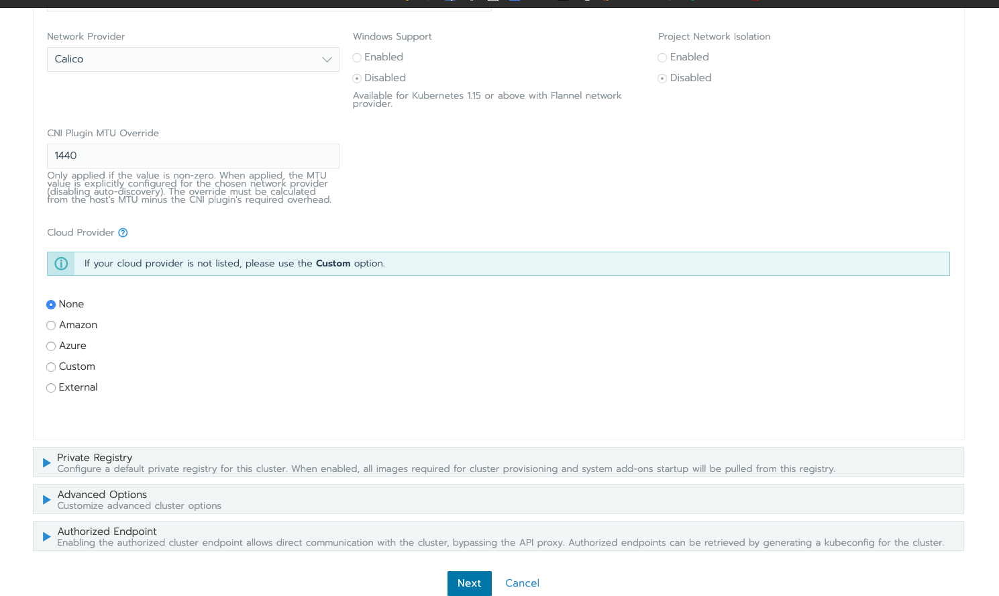 Network Provider
Windows Support
Project Network Isolation
Calico
Enabled
Enabled
Disabled
Disabled
Available for Kubernetes 1.15 or above with Flannel network
provider.
CNI Plugin MTU Override
1440
Only applied if the value is non-zero. When applied, the MTU
value is explicitly configured for the chosen network provider
(disabling auto-discovery). The override must be calculated
from the host's MTU minus the CNI plugin's required overhead.
Cloud Provider
If your cloud provider is not listed, please use the Custom option.
None
Amazon
Azure
Custom
External
Private Registry
Configure a default private registry for this cluster. When enabled, all images required for cluster provisioning and system add-ons startup will be pulled from this registry.
Advanced Options
Customize advanced cluster options
Authorized Endpoint
Enabling the authorized cluster endpoint allows direct communication with the cluster, bypassing the API proxy. Authorized endpoints can be retrieved by generating a kubeconfig for the cluster.
Next
Cancel